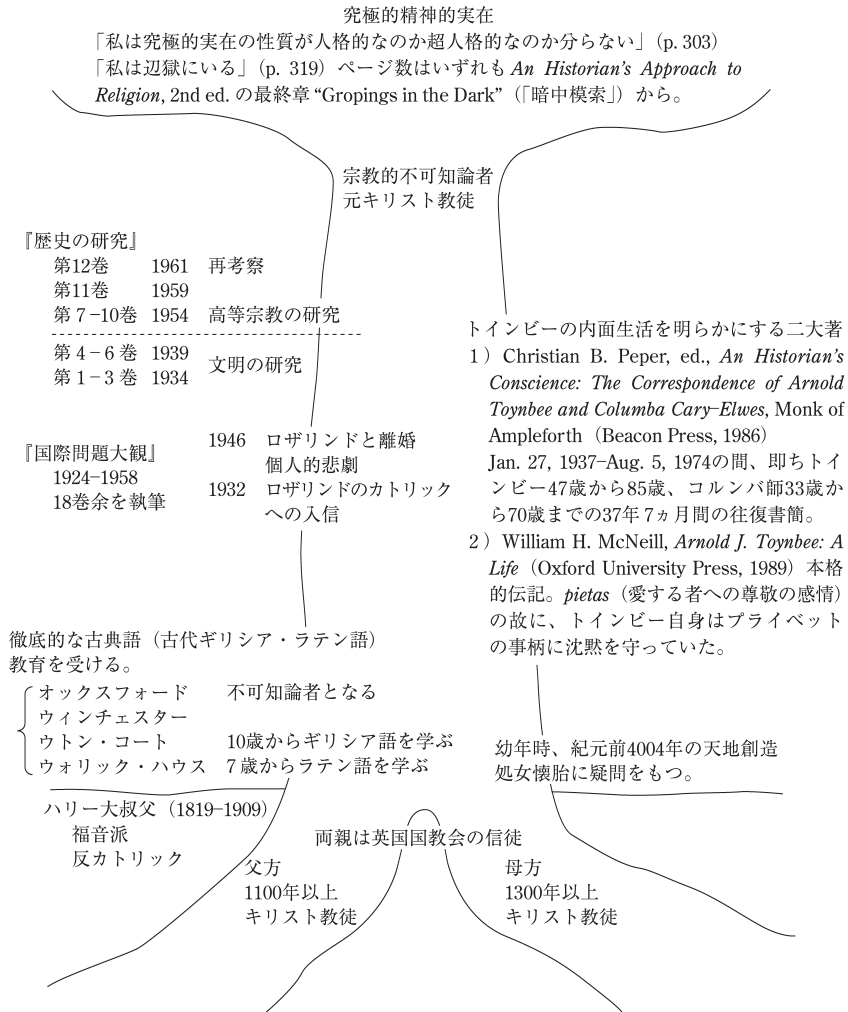 究極的精神的実在
「私は究極的実在の性質が人格的なのか超人格的なのか分らない」(p. 303)
「私は辺獄にいる」(p. 319) ページ数はいずれも An Historian's Approach to
Religion, 2nd ed. の最終章 “Gropings in the Dark”(「暗中模索」)から。
宗教的不可知論者
元キリスト教徒
『歴史の研究』
第12巻 1961 再考察
第11巻 1959
第7−10巻 1954 高等宗教の研究
第4−6巻 1939
文明の研究
第1−3巻 1934
『国際問題大観』
1924−1958
18巻余を執筆
1946 ロザリンドと離婚
個人的悲劇
1932 ロザリンドのカトリック
への入信
トインビーの内面生活を明らかにする二大著
1)Christian B. Peper, ed., An Historian's
Conscience: The Correspondence of Arnold
Toynbee and Columba Cary–Elwes, Monk of
Ampleforth (Beacon Press, 1986)
Jan. 27, 1937–Aug. 5, 1974の間、即ちトイ
ンビー47歳から85歳、コルンバ師33歳か
ら70歳までの37年7ヵ月間の往復書簡。
2)William H. McNeill, Arnold J. Toynbee: A
Life (Oxford University Press, 1989) 本格
的伝記。pietas(愛する者への尊敬の感情)
の故に、トインビー自身はプライベット
の事柄に沈黙を守っていた。
徹底的な古典語(古代ギリシア・ラテン語)
教育を受ける。
オックスフォード 不可知論者となる
ウィンチェスター
ウトン・コート 10歳からギリシア語を学ぶ
ウォリック・ハウス 7歳からラテン語を学ぶ
幼年時、紀元前4004年の天地創造
処女懐胎に疑問をもつ。
ハリー大叔父(1819−1909)
福音派
反カトリック
両親は英国国教会の信徒
父方
1100年以上
キリスト教徒
母方
1300年以上
キリスト教徒